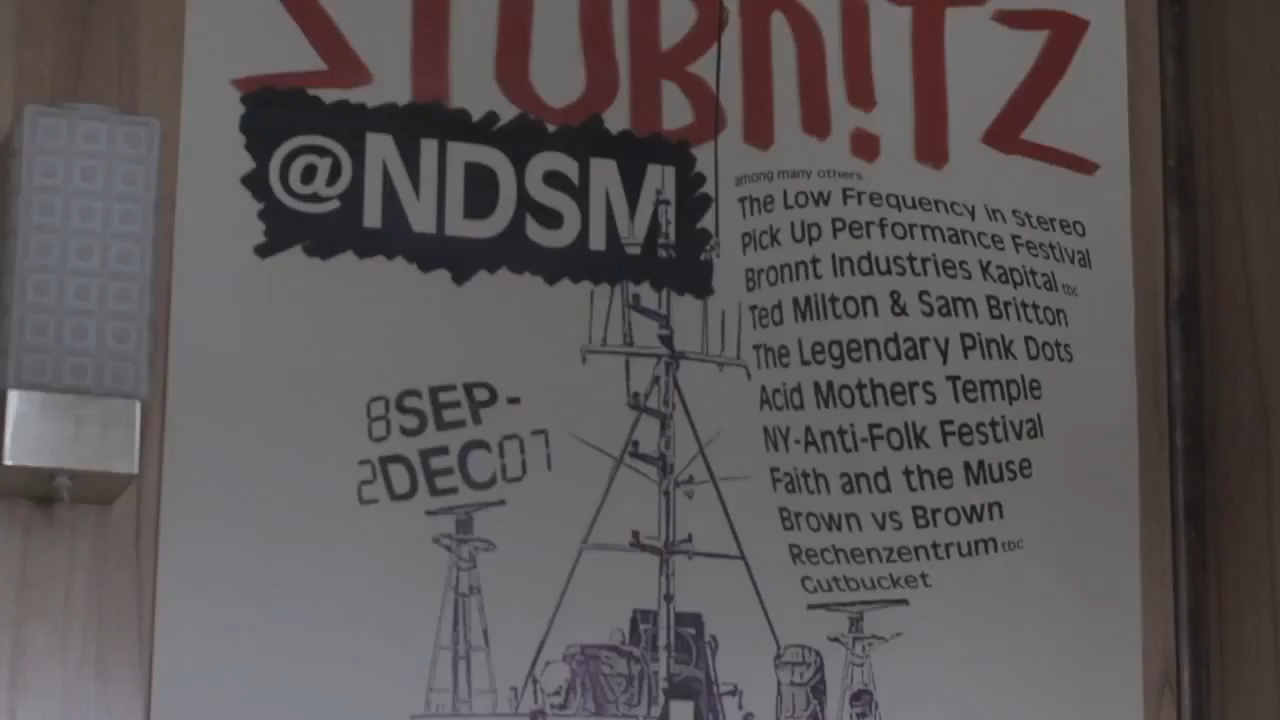 STUBn!TZ
@NDSM
among many others
The Low Frequency in Stereo
Pick Up Performance Festival
Bronnt Industries Kapital tbc
Ted Milton & Sam Britton
The Legendary Pink Dots
Acid Mothers Temple
NY-Anti-Folk Festival
Faith and the Muse
Brown vs Brown
Rechenzentrum tbc
Gutbucket
8SEP-
2DEC07